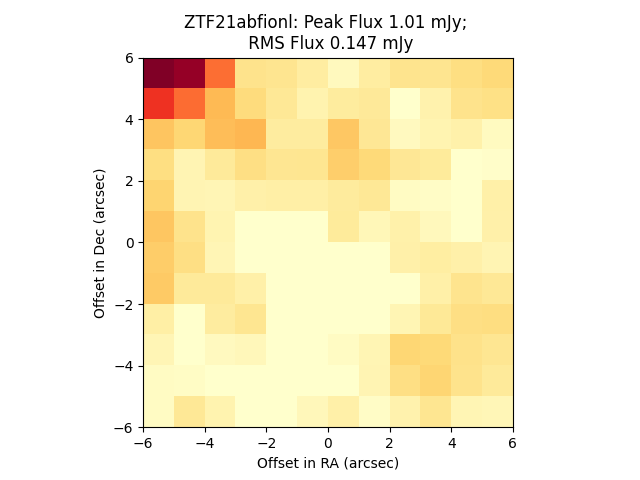 ZTF21abfionl: Peak Flux 1.01 mJy;
RMS Flux 0.147 mJy
6
4
2
0
−2
−4
−6
Offset in Dec (arcsec)
−6 −4 −2 0 2 4 6
Offset in RA (arcsec)